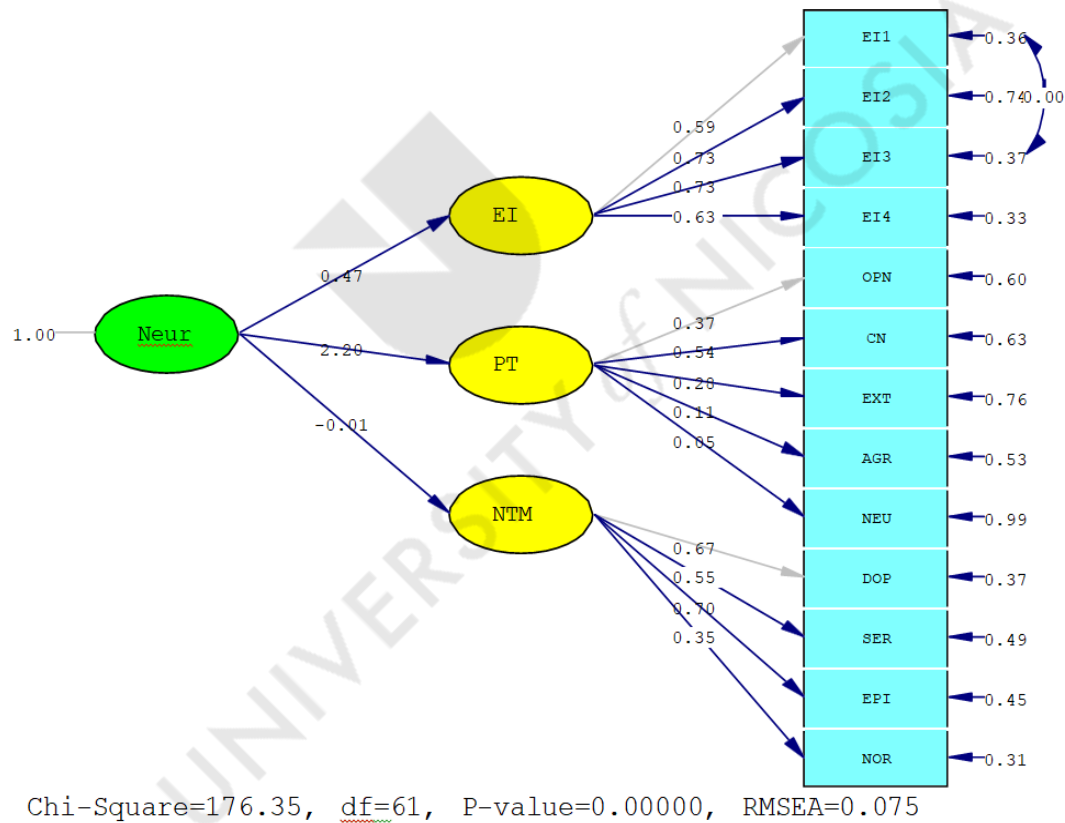 EI1
0.36
EI2
0.74
0.00
0.59
EI3
0.37
0.73
0.73
EI
0.63
EI4
0.33
0.47
OPN
0.60
1.00
Neur
0.37
CN
0.63
2.20
PT
0.54
0.28
EXT
0.76
0.11
-0.01
0.05
AGR
0.53
NTM
NEU
0.99
0.67
0.55
DOP
0.37
0.70
0.35
SER
0.49
EPI
0.45
NOR
0.31
UNIVERSITY of NICOSIA
Chi-Square=176.35, df=61, P-value=0.00000, RMSEA=0.075